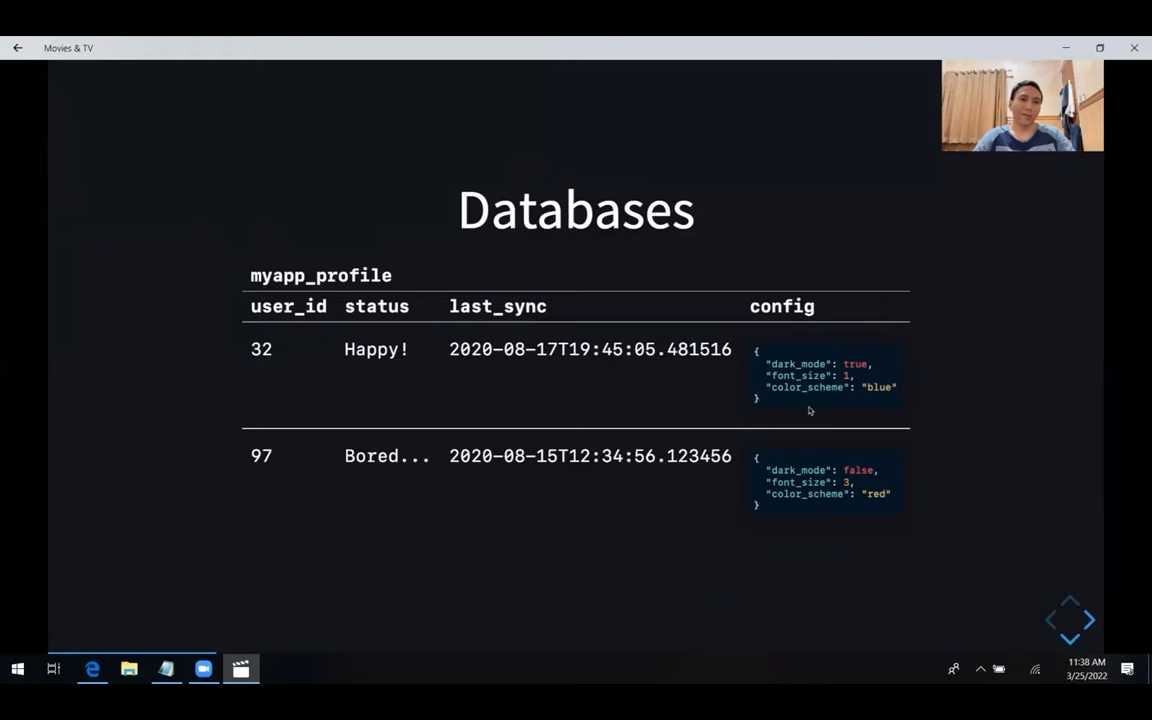 Movies & TV
Databases
myapp_profile
user_id status last_sync config
32 Happy! 2020-08-17T19:45:05.481516
{
"dark_mode": true,
"font_size": 1,
"color_scheme": "blue"
}
97 Bored... 2020-08-15T12:34:56.123456
{
"dark_mode": false,
"font_size": 3,
"color_scheme": "red"
}
11:38 AM
3/25/2022